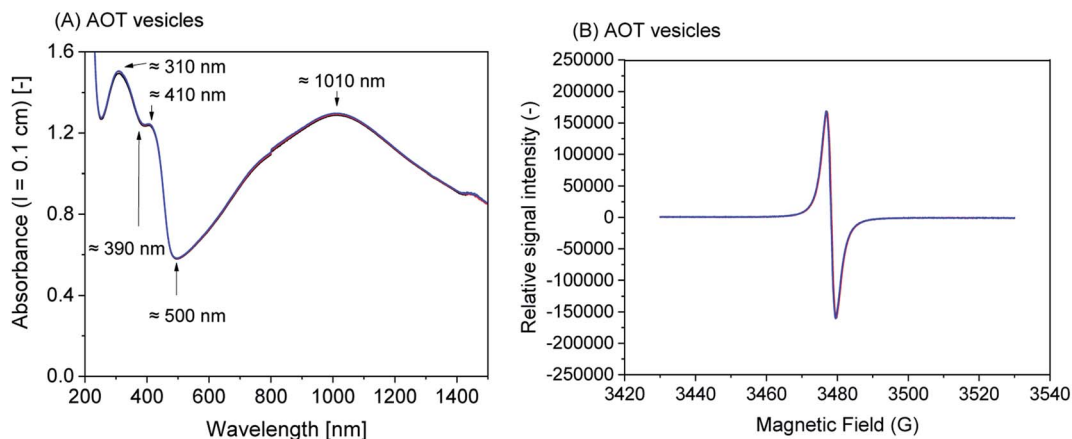 (A) AOT vesicles
1.6
1.2
0.8
0.4
0.0
Absorbance (l = 0.1 cm) [-]
≈ 310 nm
≈ 410 nm
≈ 1010 nm
≈ 390 nm
≈ 500 nm
200 400 600 800 1000 1200 1400
Wavelength [nm]
(B) AOT vesicles
250000
200000
150000
100000
50000
0
-50000
-100000
-150000
-200000
-250000
Relative signal intensity (-)
3420 3440 3460 3480 3500 3520 3540
Magnetic Field (G)